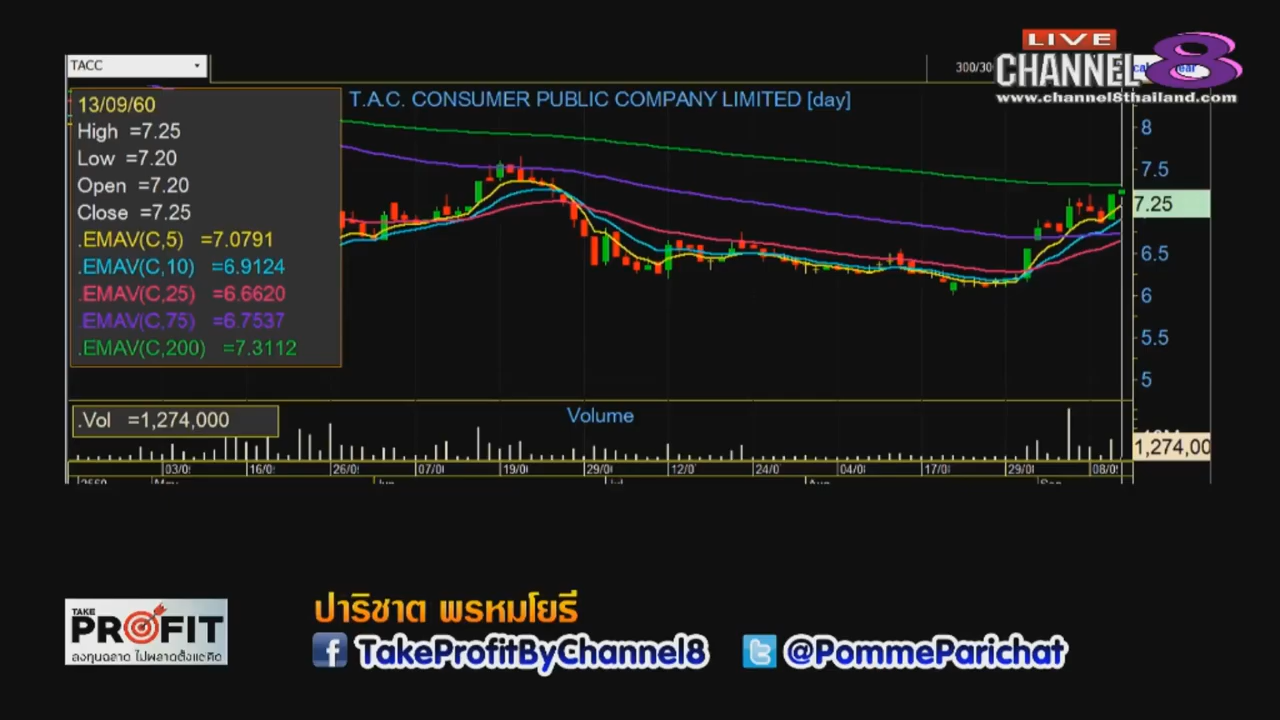 LIVE
CHANNEL 8
www.channel8thailand.com
TACC
300/30
T.A.C. CONSUMER PUBLIC COMPANY LIMITED [day]
13/09/60
High =7.25
Low =7.20
Open =7.20
Close =7.25
.EMAV(C,5) =7.0791
.EMAV(C,10) =6.9124
.EMAV(C,25) =6.6620
.EMAV(C,75) =6.7537
.EMAV(C,200) =7.3112
8
7.5
7.25
6.5
6
5.5
5
.Vol =1,274,000
Volume
1,274,00
03/0 16/0 26/0 07/0 19/0 29/0 12/0 24/0 04/0 17/0 29/0 08/0
TAKE
PROFIT
ลงทุนฉลาด ไม่พลาดตั้งแต่คิด
ปาริชาต พรหมโยธี
TakeProfitByChannel8 @PommeParichat